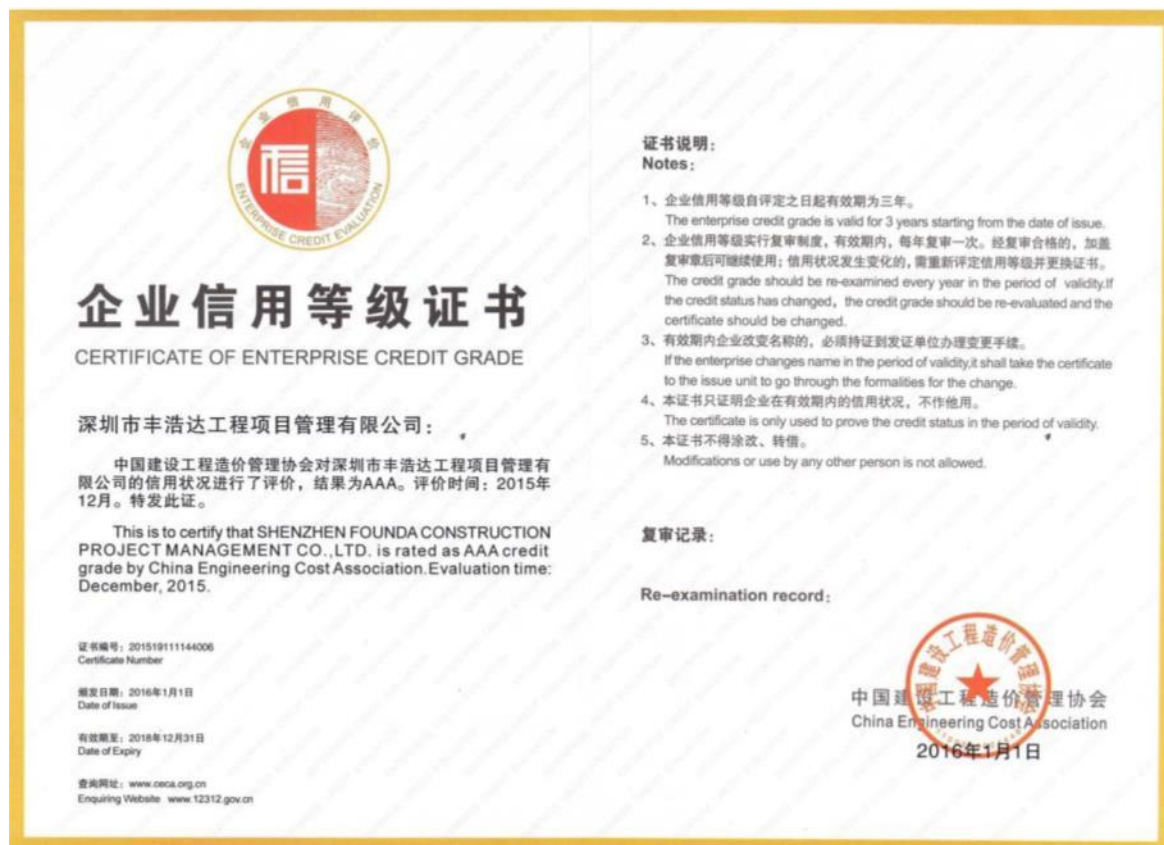 企业信用评价
信
ENTERPRISE CREDIT EVALUATION
企业信用等级证书
CERTIFICATE OF ENTERPRISE CREDIT GRADE
深圳市丰浩达工程项目管理有限公司：
中国建设工程造价管理协会对深圳市丰浩达工程项目管理有
限公司的信用状况进行了评价，结果为AAA。评价时间：2015年
12月。特发此证。
This is to certify that SHENZHEN FOUNDA CONSTRUCTION
PROJECT MANAGEMENT CO.,LTD. is rated as AAA credit
grade by China Engineering Cost Association.Evaluation time:
December, 2015.
证书编号：201519111144006
Certificate Number
颁发日期：2016年1月1日
Date of Issue
有效期至：2018年12月31日
Date of Expiry
查询网址：www.ceca.org.cn
Enquiring Website www.12312.gov.cn
证书说明：
Notes：
1、企业信用等级自评定之日起有效期为三年。
The enterprise credit grade is valid for 3 years starting from the date of issue.
2、企业信用等级实行复审制度，有效期内，每年复审一次。经复审合格的，加盖
复审章后可继续使用；信用状况发生变化的，需重新评定信用等级并更换证书。
The credit grade should be re-examined every year in the period of validity.If
the credit status has changed, the credit grade should be re-evaluated and the
certificate should be changed.
3、有效期内企业改变名称的，必须持证到发证单位办理变更手续。
If the enterprise changes name in the period of validity,it shall take the certificate
to the issue unit to go through the formalities for the change.
4、本证书只证明企业在有效期内的信用状况，不作他用。
The certificate is only used to prove the credit status in the period of validity.
5、本证书不得涂改、转借。
Modifications or use by any other person is not allowed.
复审记录：
Re-examination record：
中国建设工程造价管理协会
中国建设工程造价管理协会
China Engineering Cost Association
2016年1月1日